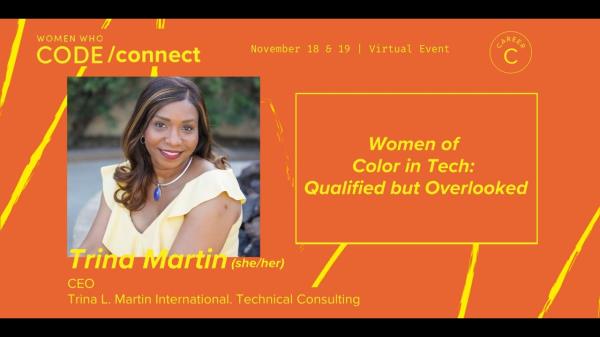 WOMEN WHO
CODE/connect
November 18 & 19 | Virtual Event
CAREER
C
Women of
Color in Tech:
Qualified but Overlooked
Trina Martin (she/her)
CEO
Trina L. Martin International. Technical Consulting